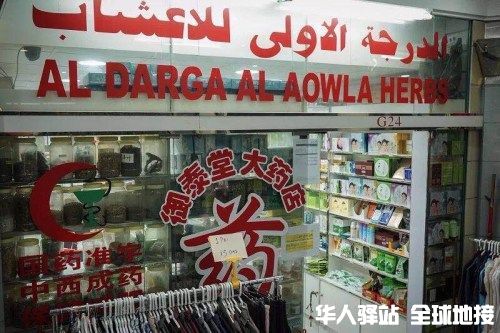 الدرجة الاولى للاعشاب
AL DARGA AL AOWLA HERBS
G24
御泰堂大药店
药
国药准字
中西成药
华人驿站 全球地接